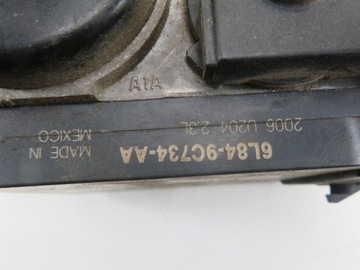 A1A
6L84-9C734-AA
2006 U204 2.3L
MADE IN
MEXICO